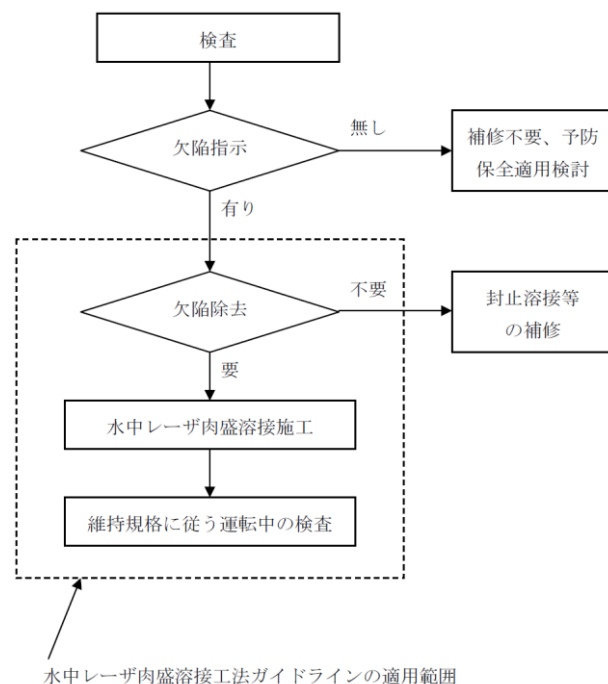 検査
欠陥指示
無し
補修不要、予防
保全適用検討
有り
欠陥除去
不要
封止溶接等
の補修
要
水中レーザ肉盛溶接施工
維持規格に従う運転中の検査
水中レーザ肉盛溶接工法ガイドラインの適用範囲